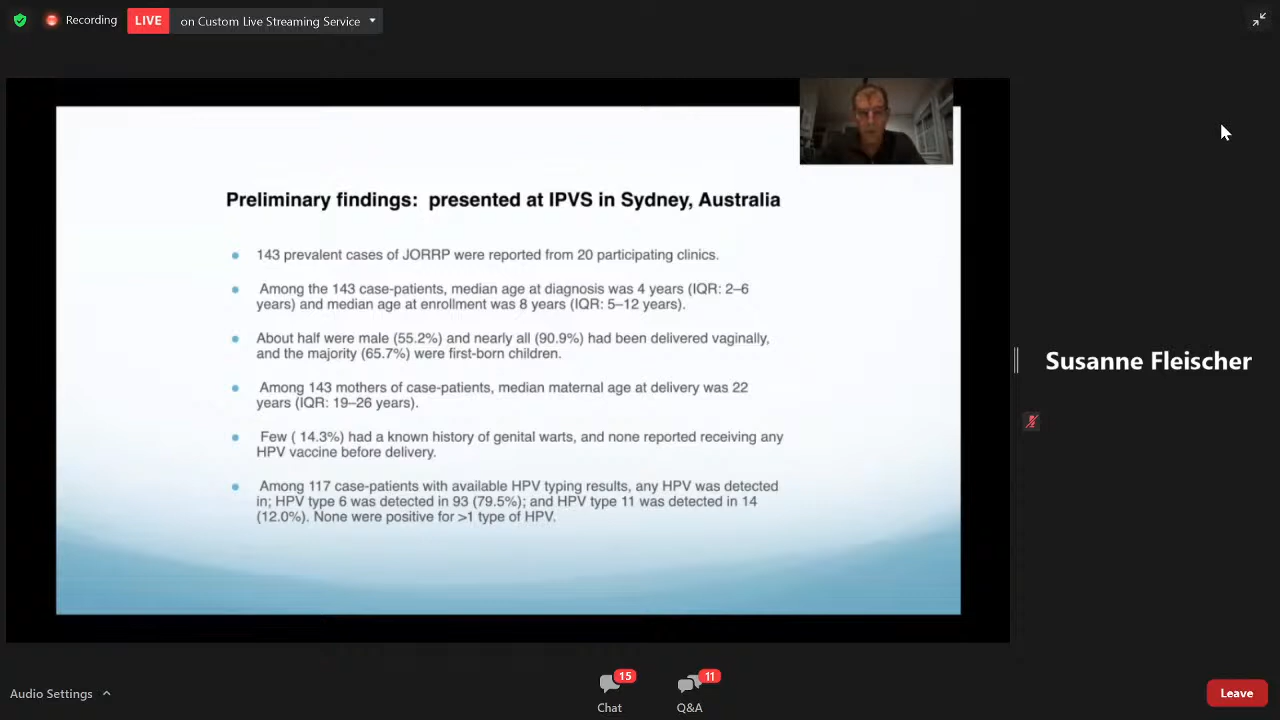 Recording
LIVE
on Custom Live Streaming Service
Preliminary findings:  presented at IPVS in Sydney, Australia
143 prevalent cases of JORRP were reported from 20 participating clinics.
Among the 143 case-patients, median age at diagnosis was 4 years (IQR: 2–6
years) and median age at enrollment was 8 years (IQR: 5–12 years).
About half were male (55.2%) and nearly all (90.9%) had been delivered vaginally,
and the majority (65.7%) were first-born children.
Among 143 mothers of case-patients, median maternal age at delivery was 22
years (IQR: 19–26 years).
Few ( 14.3%) had a known history of genital warts, and none reported receiving any
HPV vaccine before delivery.
Among 117 case-patients with available HPV typing results, any HPV was detected
in; HPV type 6 was detected in 93 (79.5%); and HPV type 11 was detected in 14
(12.0%). None were positive for >1 type of HPV.
Susanne Fleischer
Audio Settings
15
Chat
11
Q&A
Leave